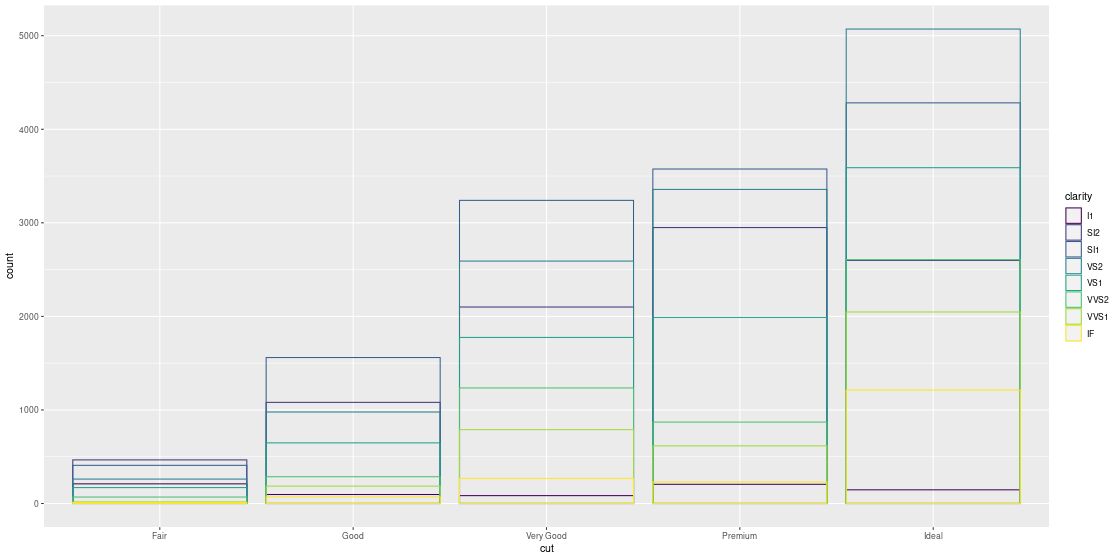 5000
4000
3000
2000
1000
0
count
Fair
Good
Very Good
Premium
Ideal
cut
clarity
I1
SI2
SI1
VS2
VS1
VVS2
VVS1
IF